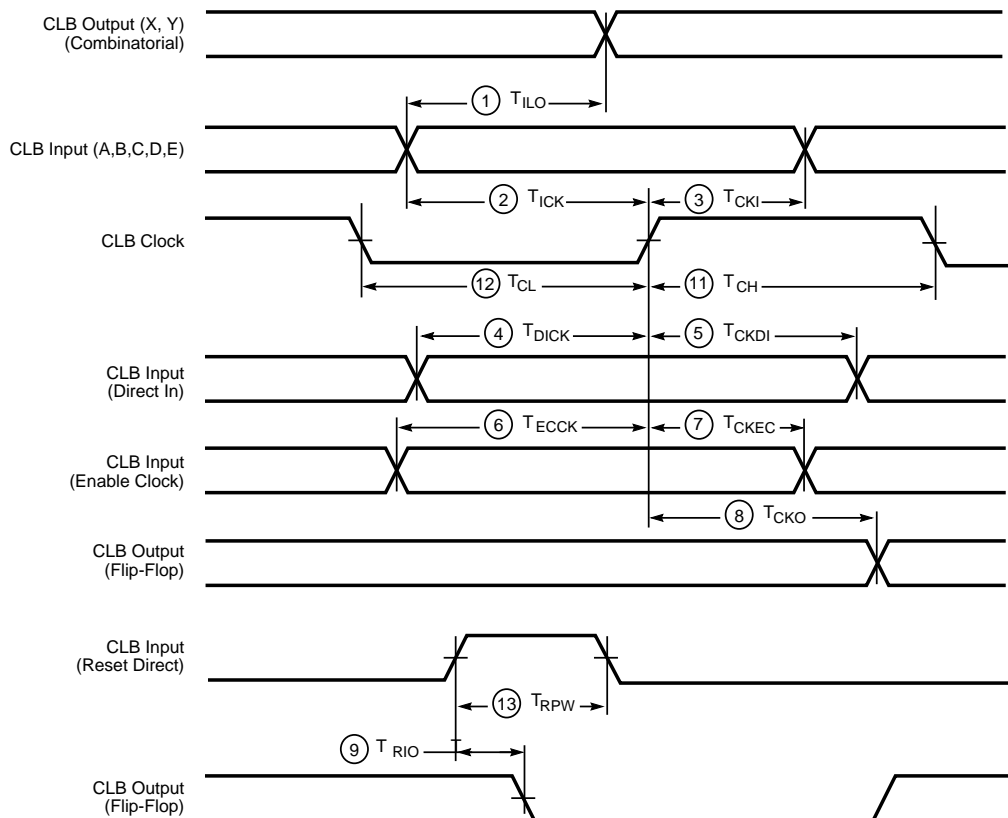 CLB Output (X, Y)
(Combinatorial)
1 TILO
CLB Input (A,B,C,D,E)
2 TICK
3 TCKI
CLB Clock
12 TCL
11 TCH
4 TDICK
5 TCKDI
CLB Input
(Direct In)
6 TECCK
7 TCKEC
CLB Input
(Enable Clock)
8 TCKO
CLB Output
(Flip-Flop)
CLB Input
(Reset Direct)
13 TRPW
9 T RIO
T
CLB Output
(Flip-Flop)